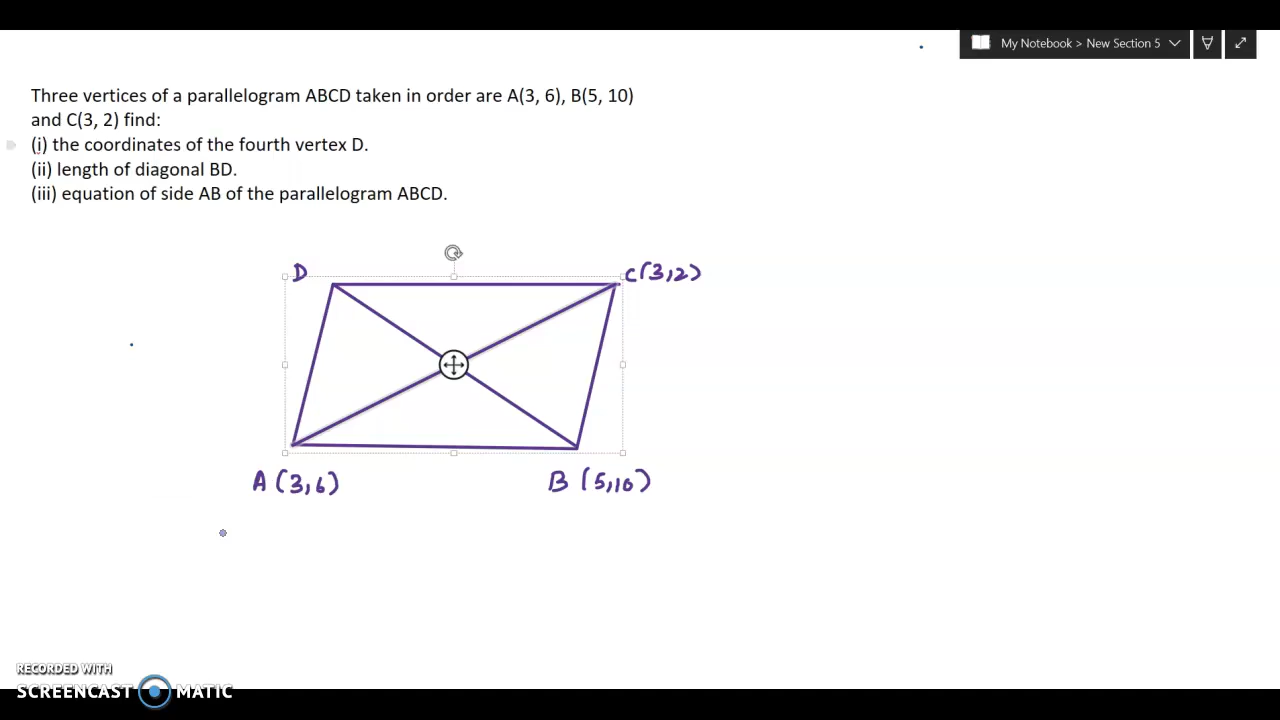 My Notebook > New Section 5
Three vertices of a parallelogram ABCD taken in order are A(3, 6), B(5, 10)
and C(3, 2) find:
(i) the coordinates of the fourth vertex D.
(ii) length of diagonal BD.
(iii) equation of side AB of the parallelogram ABCD.
D
C(3,2)
A (3,6)
B (5,10)
RECORDED WITH
SCREENCAST MATIC